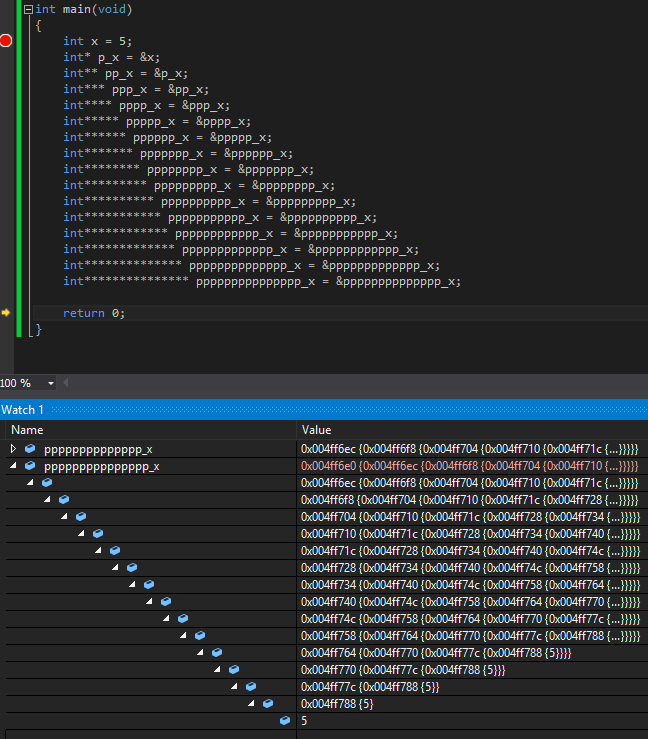 int main(void)
{
int x = 5;
int* p_x = &x;
int** pp_x = &p_x;
int*** ppp_x = &pp_x;
int**** pppp_x = &ppp_x;
int***** ppppp_x = &pppp_x;
int****** pppppp_x = &ppppp_x;
int******* ppppppp_x = &pppppp_x;
int******** pppppppp_x = &ppppppp_x;
int********* ppppppppp_x = &pppppppp_x;
int********** pppppppppp_x = &ppppppppp_x;
int*********** ppppppppppp_x = &pppppppppp_x;
int************ pppppppppppp_x = &ppppppppppp_x;
int************* ppppppppppppp_x = &pppppppppppp_x;
int************** pppppppppppppp_x = &ppppppppppppp_x;
int*************** ppppppppppppppp_x = &pppppppppppppp_x;
return 0;
}
100 %
Watch 1
Name Value
pppppppppppppp_x 0x004ff6ec {0x004ff6f8 {0x004ff704 {0x004ff710 {0x004ff71c {...}}}}}
ppppppppppppppp_x 0x004ff6e0 {0x004ff6ec {0x004ff6f8 {0x004ff704 {0x004ff710 {...}}}}}
0x004ff6ec {0x004ff6f8 {0x004ff704 {0x004ff710 {0x004ff71c {...}}}}}
0x004ff6f8 {0x004ff704 {0x004ff710 {0x004ff71c {0x004ff728 {...}}}}}
0x004ff704 {0x004ff710 {0x004ff71c {0x004ff728 {0x004ff734 {...}}}}}
0x004ff710 {0x004ff71c {0x004ff728 {0x004ff734 {0x004ff740 {...}}}}}
0x004ff71c {0x004ff728 {0x004ff734 {0x004ff740 {0x004ff74c {...}}}}}
0x004ff728 {0x004ff734 {0x004ff740 {0x004ff74c {0x004ff758 {...}}}}}
0x004ff734 {0x004ff740 {0x004ff74c {0x004ff758 {0x004ff764 {...}}}}}
0x004ff740 {0x004ff74c {0x004ff758 {0x004ff764 {0x004ff770 {...}}}}}
0x004ff74c {0x004ff758 {0x004ff764 {0x004ff770 {0x004ff77c {...}}}}}
0x004ff758 {0x004ff764 {0x004ff770 {0x004ff77c {0x004ff788 {...}}}}}
0x004ff764 {0x004ff770 {0x004ff77c {0x004ff788 {5}}}}
0x004ff770 {0x004ff77c {0x004ff788 {5}}}
0x004ff77c {0x004ff788 {5}}
0x004ff788 {5}
5